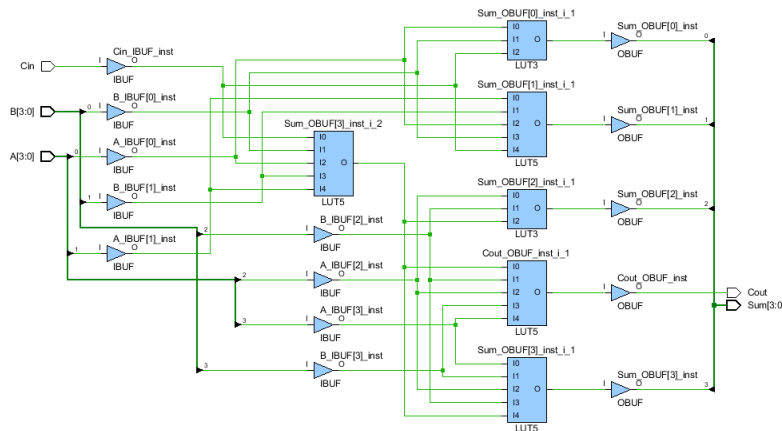 Sum_OBUF[0]_inst_i_1
I0
I1 O
I2
LUT3
Sum_OBUF[0]_inst
I O
OBUF
0
Cin
Cin_IBUF_inst
I O
IBUF
B[3:0]
0
B_IBUF[0]_inst
I O
IBUF
A[3:0]
0
A_IBUF[0]_inst
I O
IBUF
1
B_IBUF[1]_inst
I O
IBUF
1
A_IBUF[1]_inst
I O
IBUF
Sum_OBUF[3]_inst_i_2
I0
I1
I2 O
I3
I4
LUT5
Sum_OBUF[1]_inst_i_1
I0
I1
I2 O
I3
I4
LUT5
Sum_OBUF[1]_inst
I O
OBUF
1
2
B_IBUF[2]_inst
I O
IBUF
2
A_IBUF[2]_inst
I O
IBUF
3
A_IBUF[3]_inst
I O
IBUF
3
B_IBUF[3]_inst
I O
IBUF
Sum_OBUF[2]_inst_i_1
I0
I1 O
I2
LUT3
Sum_OBUF[2]_inst
I O
OBUF
2
Cout_OBUF_inst_i_1
I0
I1
I2 O
I3
I4
LUT5
Cout_OBUF_inst
I O
OBUF
Cout
Sum[3:0
Sum_OBUF[3]_inst_i_1
I0
I1
I2 O
I3
I4
LUT5
Sum_OBUF[3]_inst
I O
OBUF
3